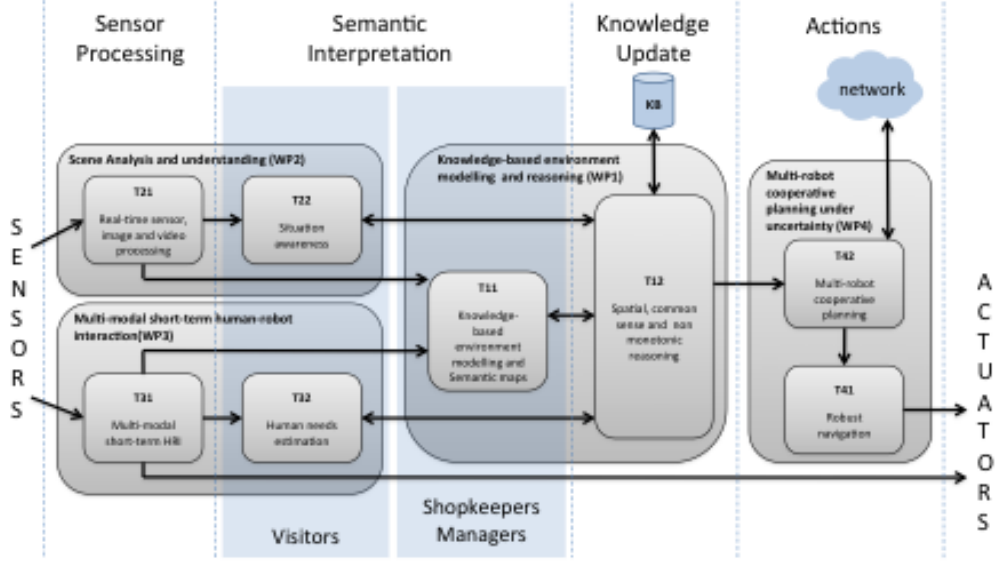 Sensor
Processing
Semantic
Interpretation
Knowledge
Update
Actions
KB
network
Scene Analysis and understanding (WP2)
T21
Real-time sensor,
image and video
processing
T22
Situation
awareness
Knowledge-based environment
modelling and reasoning (WP1)
T11
Knowledge-
based
environment
modelling and
Semantic maps
T12
Spatial, common
sense and non
monotonic
reasoning
Multi-robot
cooperative
planning under
uncertainty (WP4)
T42
Multi-robot
cooperative
planning
T41
Robust
navigation
Multi-modal short-term human-robot
interaction(WP3)
T31
Multi-modal
short-term HRI
T32
Human needs
estimation
Visitors
Shopkeepers
Managers
SENSORS
ACTUATORS